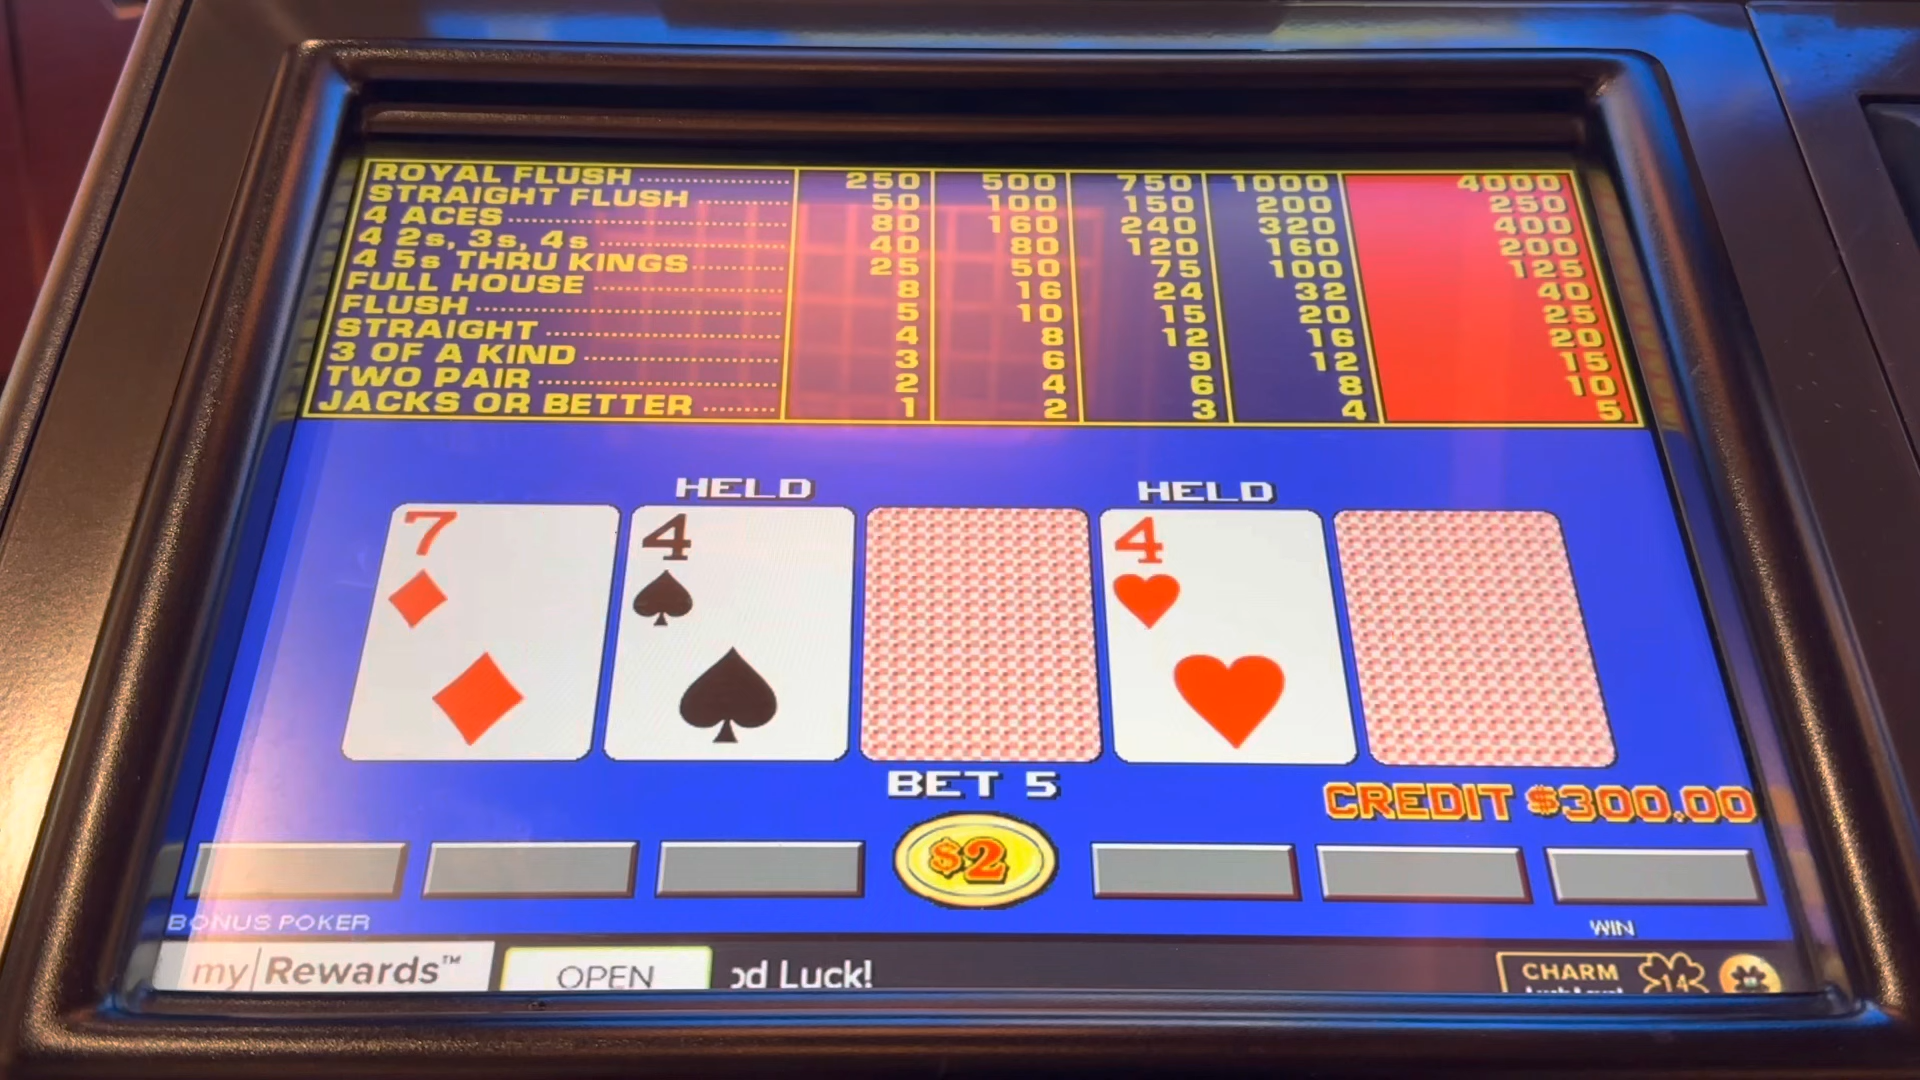 ROYAL FLUSH 250 500 750 1000 4000
STRAIGHT FLUSH 50 100 150 200 250
4 ACES 80 160 240 320 400
4 2s, 3s, 4s 40 80 120 160 200
4 5s THRU KINGS 25 50 75 100 125
FULL HOUSE 8 16 24 32 40
FLUSH 5 10 15 20 25
STRAIGHT 4 8 12 16 20
3 OF A KIND 3 6 9 12 15
TWO PAIR 2 4 6 8 10
JACKS OR BETTER 1 2 3 4 5
HELD HELD
7 4 4
BET 5
CREDIT $300.00
$2
BONUS POKER WIN
my|Rewards™ OPEN od Luck! CHARM 14